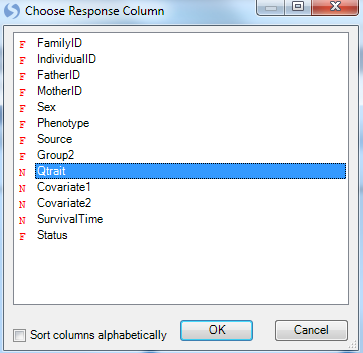 Choose Response Column
F FamilyID
F IndividualID
F FatherID
F MotherID
F Sex
F Phenotype
F Source
F Group2
N Qtrait
N Covariate1
N Covariate2
N SurvivalTime
F Status
Sort columns alphabetically
OK
Cancel